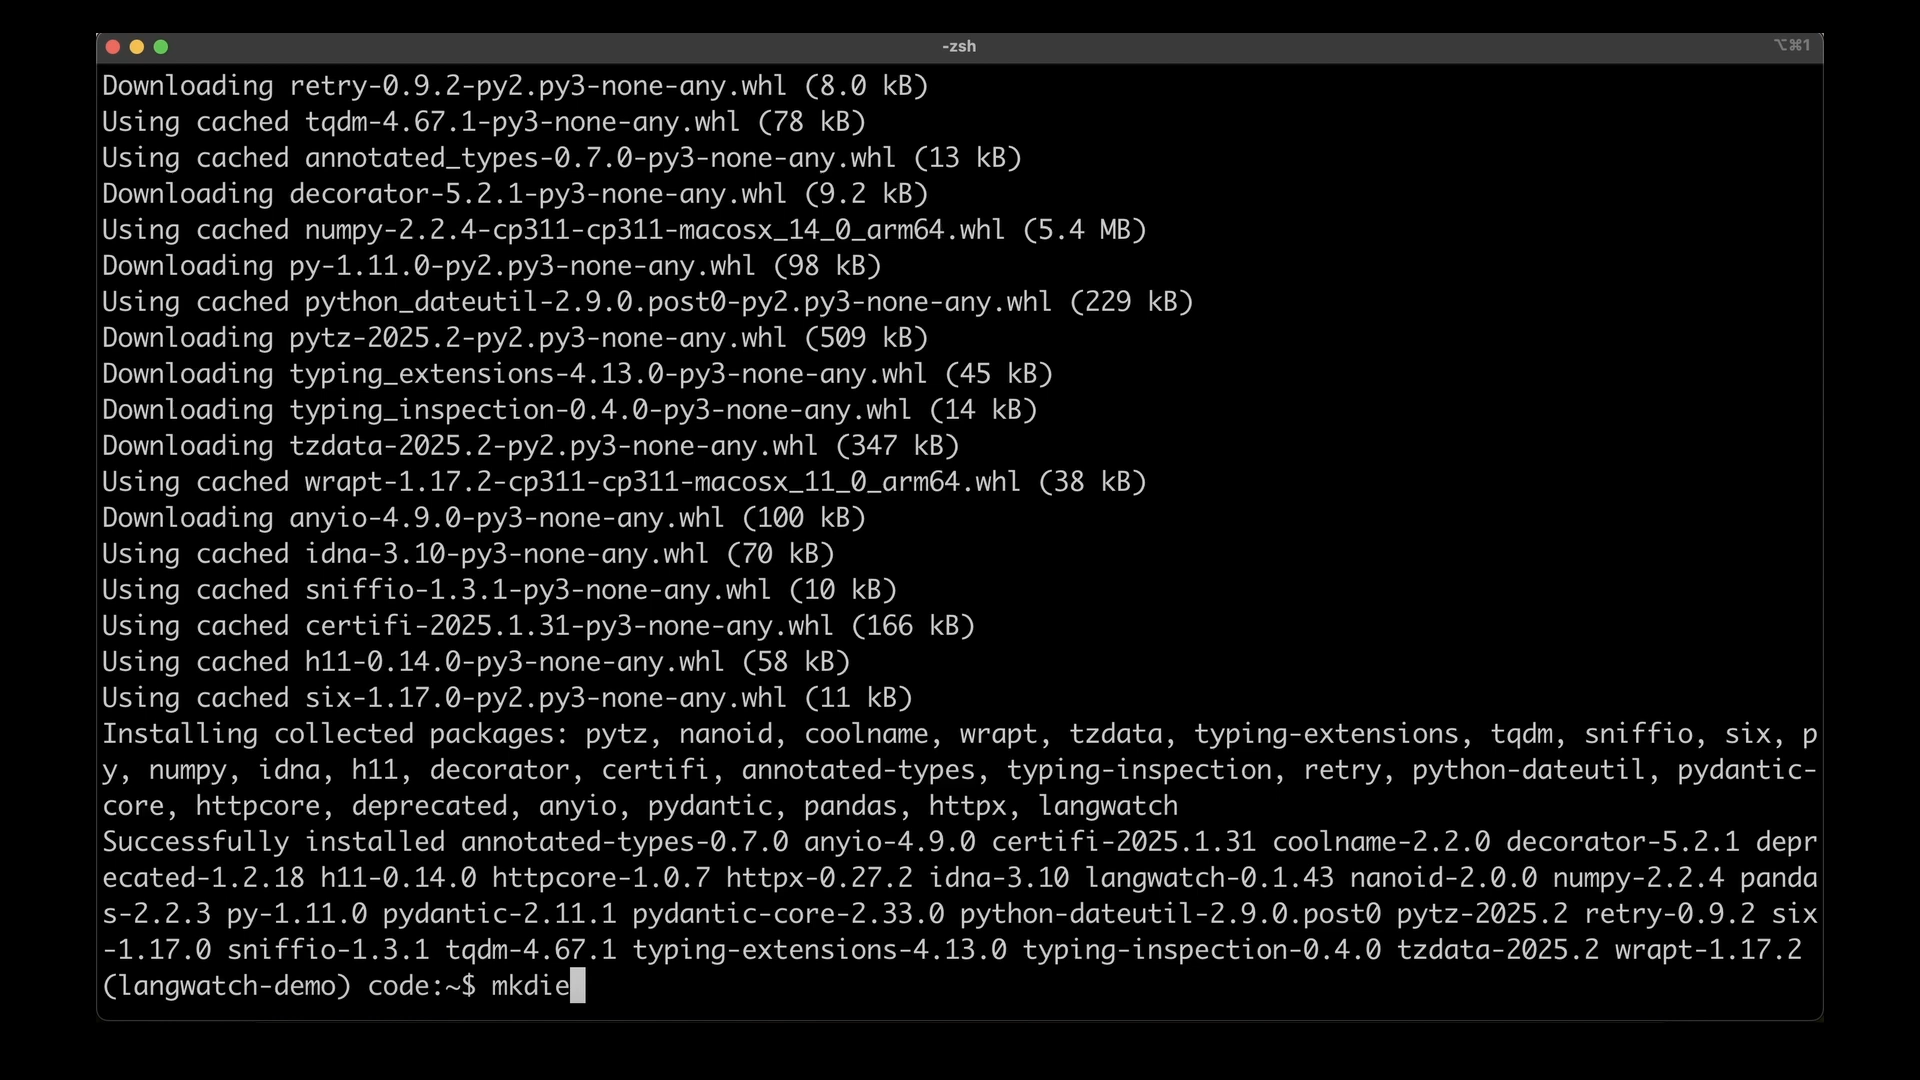 -zsh
⌥⌘1
Downloading retry-0.9.2-py2.py3-none-any.whl (8.0 kB)
Using cached tqdm-4.67.1-py3-none-any.whl (78 kB)
Using cached annotated_types-0.7.0-py3-none-any.whl (13 kB)
Downloading decorator-5.2.1-py3-none-any.whl (9.2 kB)
Using cached numpy-2.2.4-cp311-cp311-macosx_14_0_arm64.whl (5.4 MB)
Downloading py-1.11.0-py2.py3-none-any.whl (98 kB)
Using cached python_dateutil-2.9.0.post0-py2.py3-none-any.whl (229 kB)
Downloading pytz-2025.2-py2.py3-none-any.whl (509 kB)
Downloading typing_extensions-4.13.0-py3-none-any.whl (45 kB)
Downloading typing_inspection-0.4.0-py3-none-any.whl (14 kB)
Downloading tzdata-2025.2-py2.py3-none-any.whl (347 kB)
Using cached wrapt-1.17.2-cp311-cp311-macosx_11_0_arm64.whl (38 kB)
Downloading anyio-4.9.0-py3-none-any.whl (100 kB)
Using cached idna-3.10-py3-none-any.whl (70 kB)
Using cached sniffio-1.3.1-py3-none-any.whl (10 kB)
Using cached certifi-2025.1.31-py3-none-any.whl (166 kB)
Using cached h11-0.14.0-py3-none-any.whl (58 kB)
Using cached six-1.17.0-py2.py3-none-any.whl (11 kB)
Installing collected packages: pytz, nanoid, coolname, wrapt, tzdata, typing-extensions, tqdm, sniffio, six, p
y, numpy, idna, h11, decorator, certifi, annotated-types, typing-inspection, retry, python-dateutil, pydantic-
core, httpcore, deprecated, anyio, pydantic, pandas, httpx, langwatch
Successfully installed annotated-types-0.7.0 anyio-4.9.0 certifi-2025.1.31 coolname-2.2.0 decorator-5.2.1 depr
ecated-1.2.18 h11-0.14.0 httpcore-1.0.7 httpx-0.27.2 idna-3.10 langwatch-0.1.43 nanoid-2.0.0 numpy-2.2.4 panda
s-2.2.3 py-1.11.0 pydantic-2.11.1 pydantic-core-2.33.0 python-dateutil-2.9.0.post0 pytz-2025.2 retry-0.9.2 six
-1.17.0 sniffio-1.3.1 tqdm-4.67.1 typing-extensions-4.13.0 typing-inspection-0.4.0 tzdata-2025.2 wrapt-1.17.2
(langwatch-demo) code:~$ mkdie